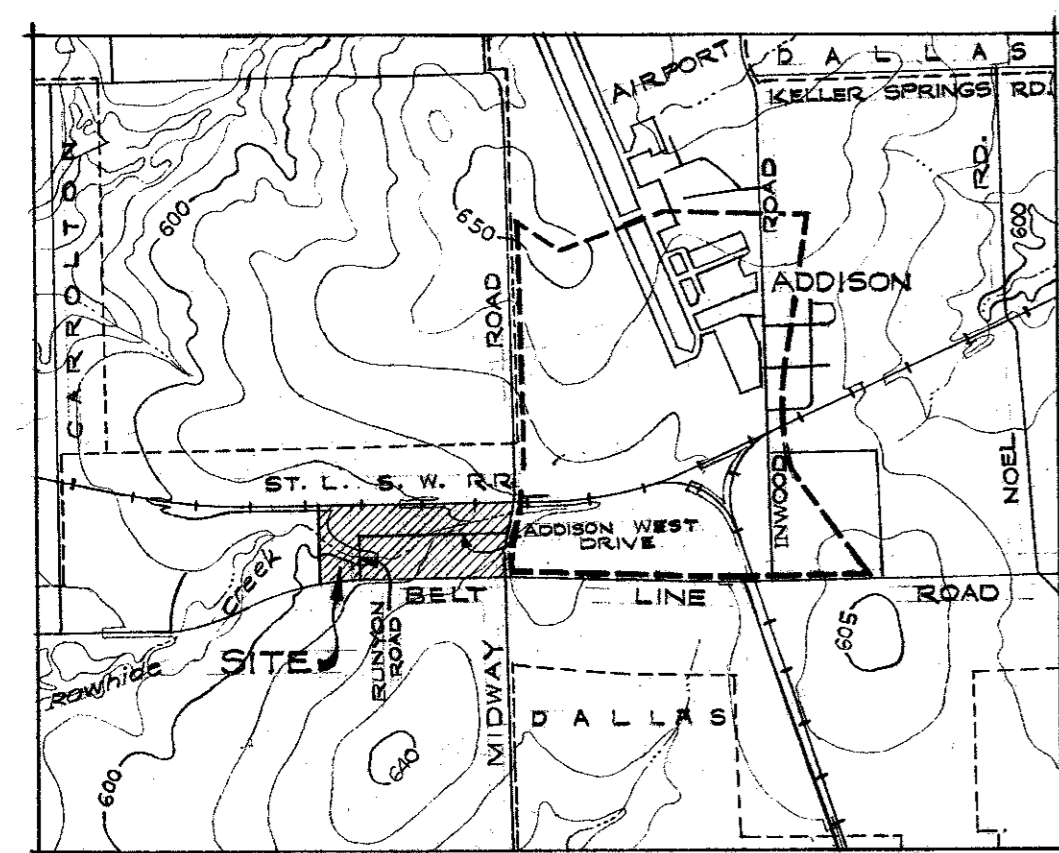 DALLAS
AIRPORT
KELLER SPRINGS RD.
CARROLTON
600
650
ROAD
ROAD
RD.
600
ADDISON
ST. L. S. W. RR
ADDISON WEST
DRIVE
INWOOD
NOEL
Creek
BELT LINE ROAD
RUNYON
ROAD
SITE
Rawhide
MIDWAY
605
DALLAS
640
600